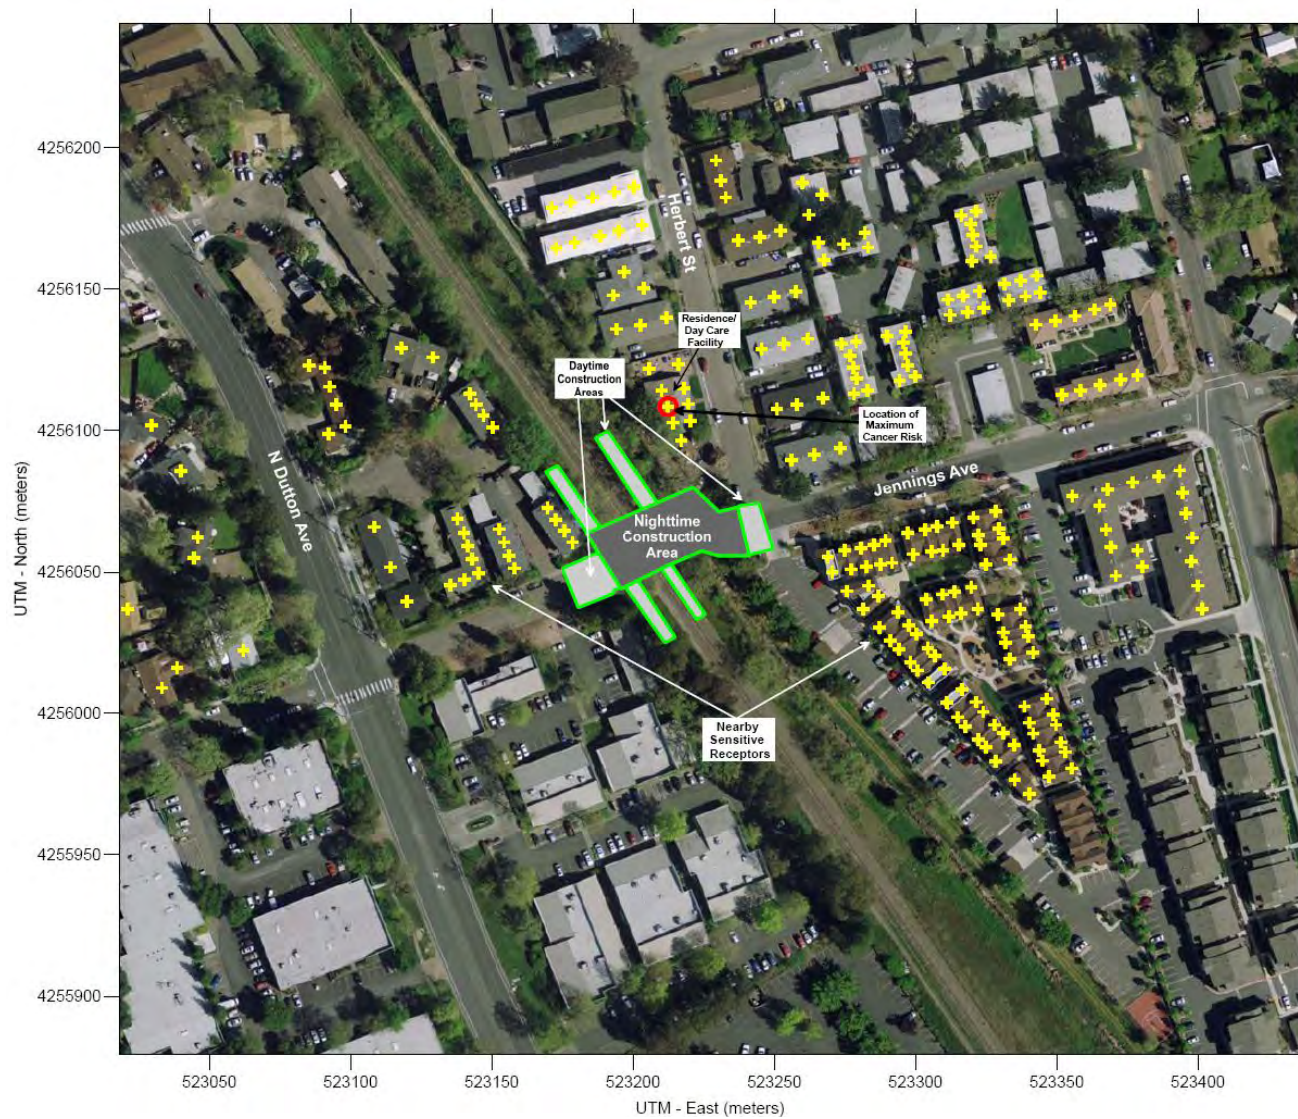 4256200
4256150
4256100
4256050
4256000
4255950
4255900
UTM - North (meters)
Herbert St
Residence/
Day Care
Facility
Daytime
Construction
Areas
Location of
Maximum
Cancer Risk
N Dutton Ave
Jennings Ave
Nighttime
Construction
Area
Nearby
Sensitive
Receptors
523050
523100
523150
523200
523250
523300
523350
523400
UTM - East (meters)